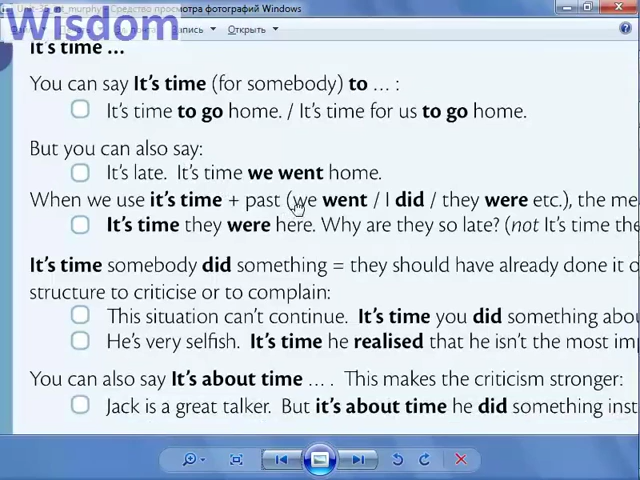 Wisdom
Средство просмотра фотографий Windows
Запись
Открыть
It's time ...
You can say It's time (for somebody) to ... :
It's time to go home. / It's time for us to go home.
But you can also say:
It's late. It's time we went home.
When we use it's time + past (we went / I did / they were etc.), the me
It's time they were here. Why are they so late? (not It's time the
It's time somebody did something = they should have already done it o
structure to criticise or to complain:
This situation can't continue. It's time you did something abou
He's very selfish. It's time he realised that he isn't the most im
You can also say It's about time ... . This makes the criticism stronger:
Jack is a great talker. But it's about time he did something inst